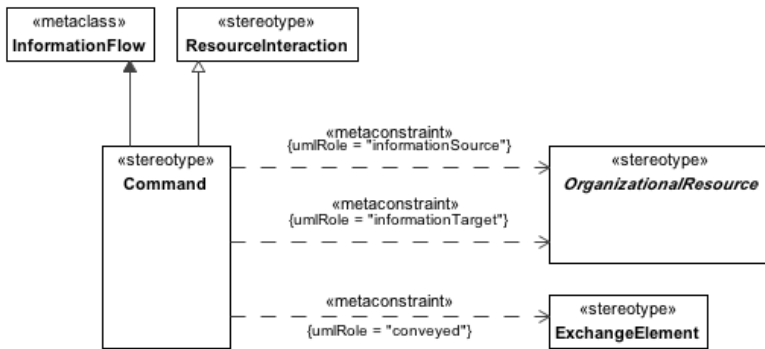 «metaclass»
InformationFlow
«stereotype»
ResourceInteraction
«stereotype»
Command
«metaconstraint»
{umlRole = "informationSource"}
«metaconstraint»
{umlRole = "informationTarget"}
«metaconstraint»
{umlRole = "conveyed"}
«stereotype»
OrganizationalResource
«stereotype»
ExchangeElement